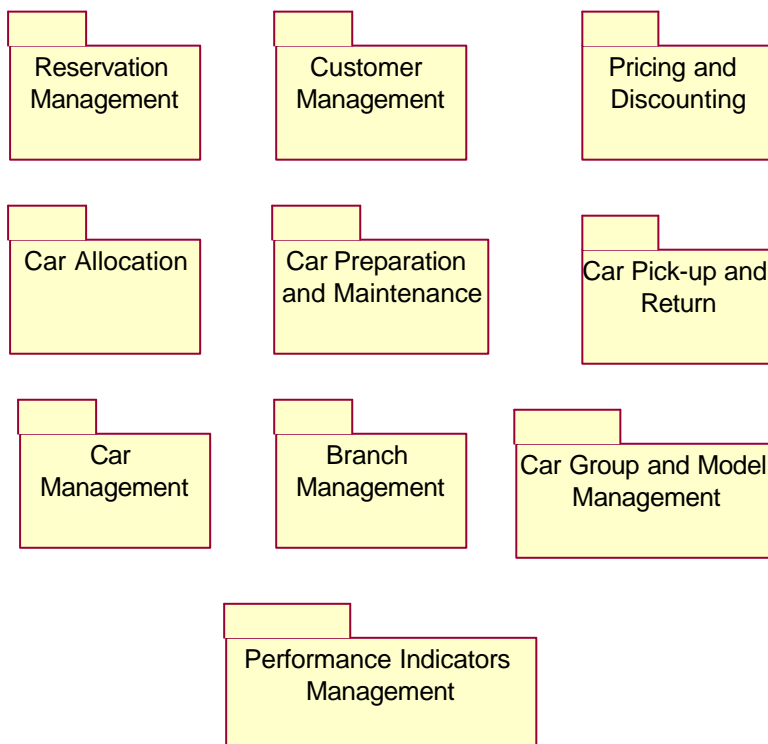 Reservation
Management
Customer
Management
Pricing and
Discounting
Car Allocation
Car Preparation
and Maintenance
Car Pick-up and
Return
Car
Management
Branch
Management
Car Group and Model
Management
Performance Indicators
Management